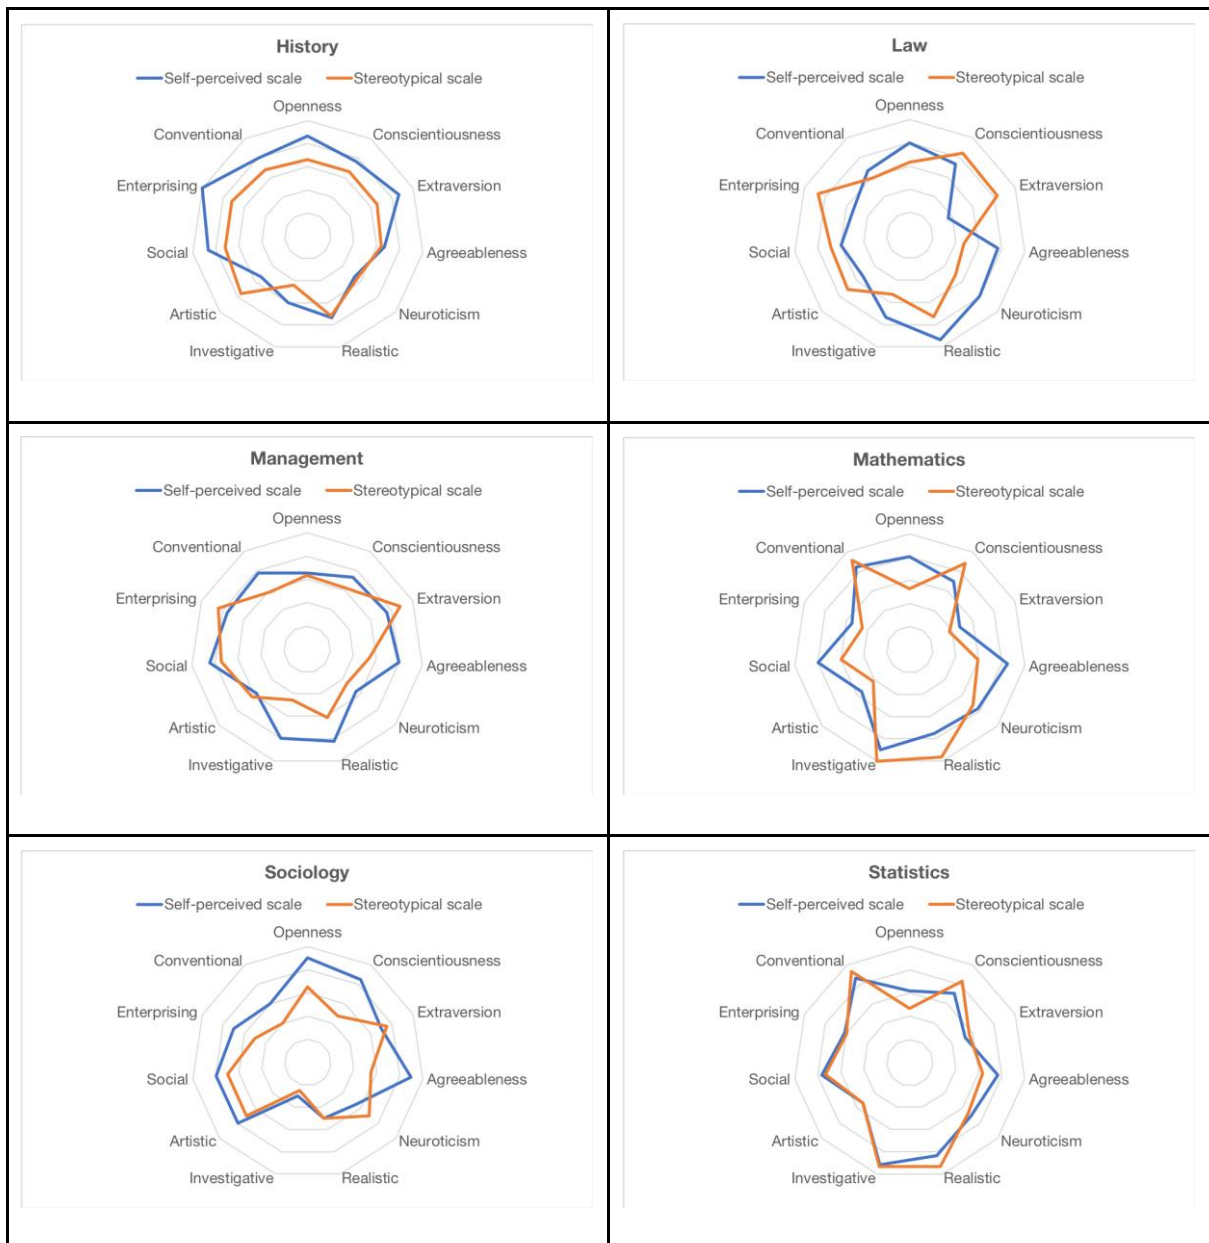 History
Self-perceived scale Stereotypical scale
Openness
Conventional Conscientiousness
Enterprising Extraversion
Social Agreeableness
Artistic Neuroticism
Investigative Realistic
Law
Self-perceived scale Stereotypical scale
Openness
Conventional Conscientiousness
Enterprising Extraversion
Social Agreeableness
Artistic Neuroticism
Investigative Realistic
Management
Self-perceived scale Stereotypical scale
Openness
Conventional Conscientiousness
Enterprising Extraversion
Social Agreeableness
Artistic Neuroticism
Investigative Realistic
Mathematics
Self-perceived scale Stereotypical scale
Openness
Conventional Conscientiousness
Enterprising Extraversion
Social Agreeableness
Artistic Neuroticism
Investigative Realistic
Sociology
Self-perceived scale Stereotypical scale
Openness
Conventional Conscientiousness
Enterprising Extraversion
Social Agreeableness
Artistic Neuroticism
Investigative Realistic
Statistics
Self-perceived scale Stereotypical scale
Openness
Conventional Conscientiousness
Enterprising Extraversion
Social Agreeableness
Artistic Neuroticism
Investigative Realistic